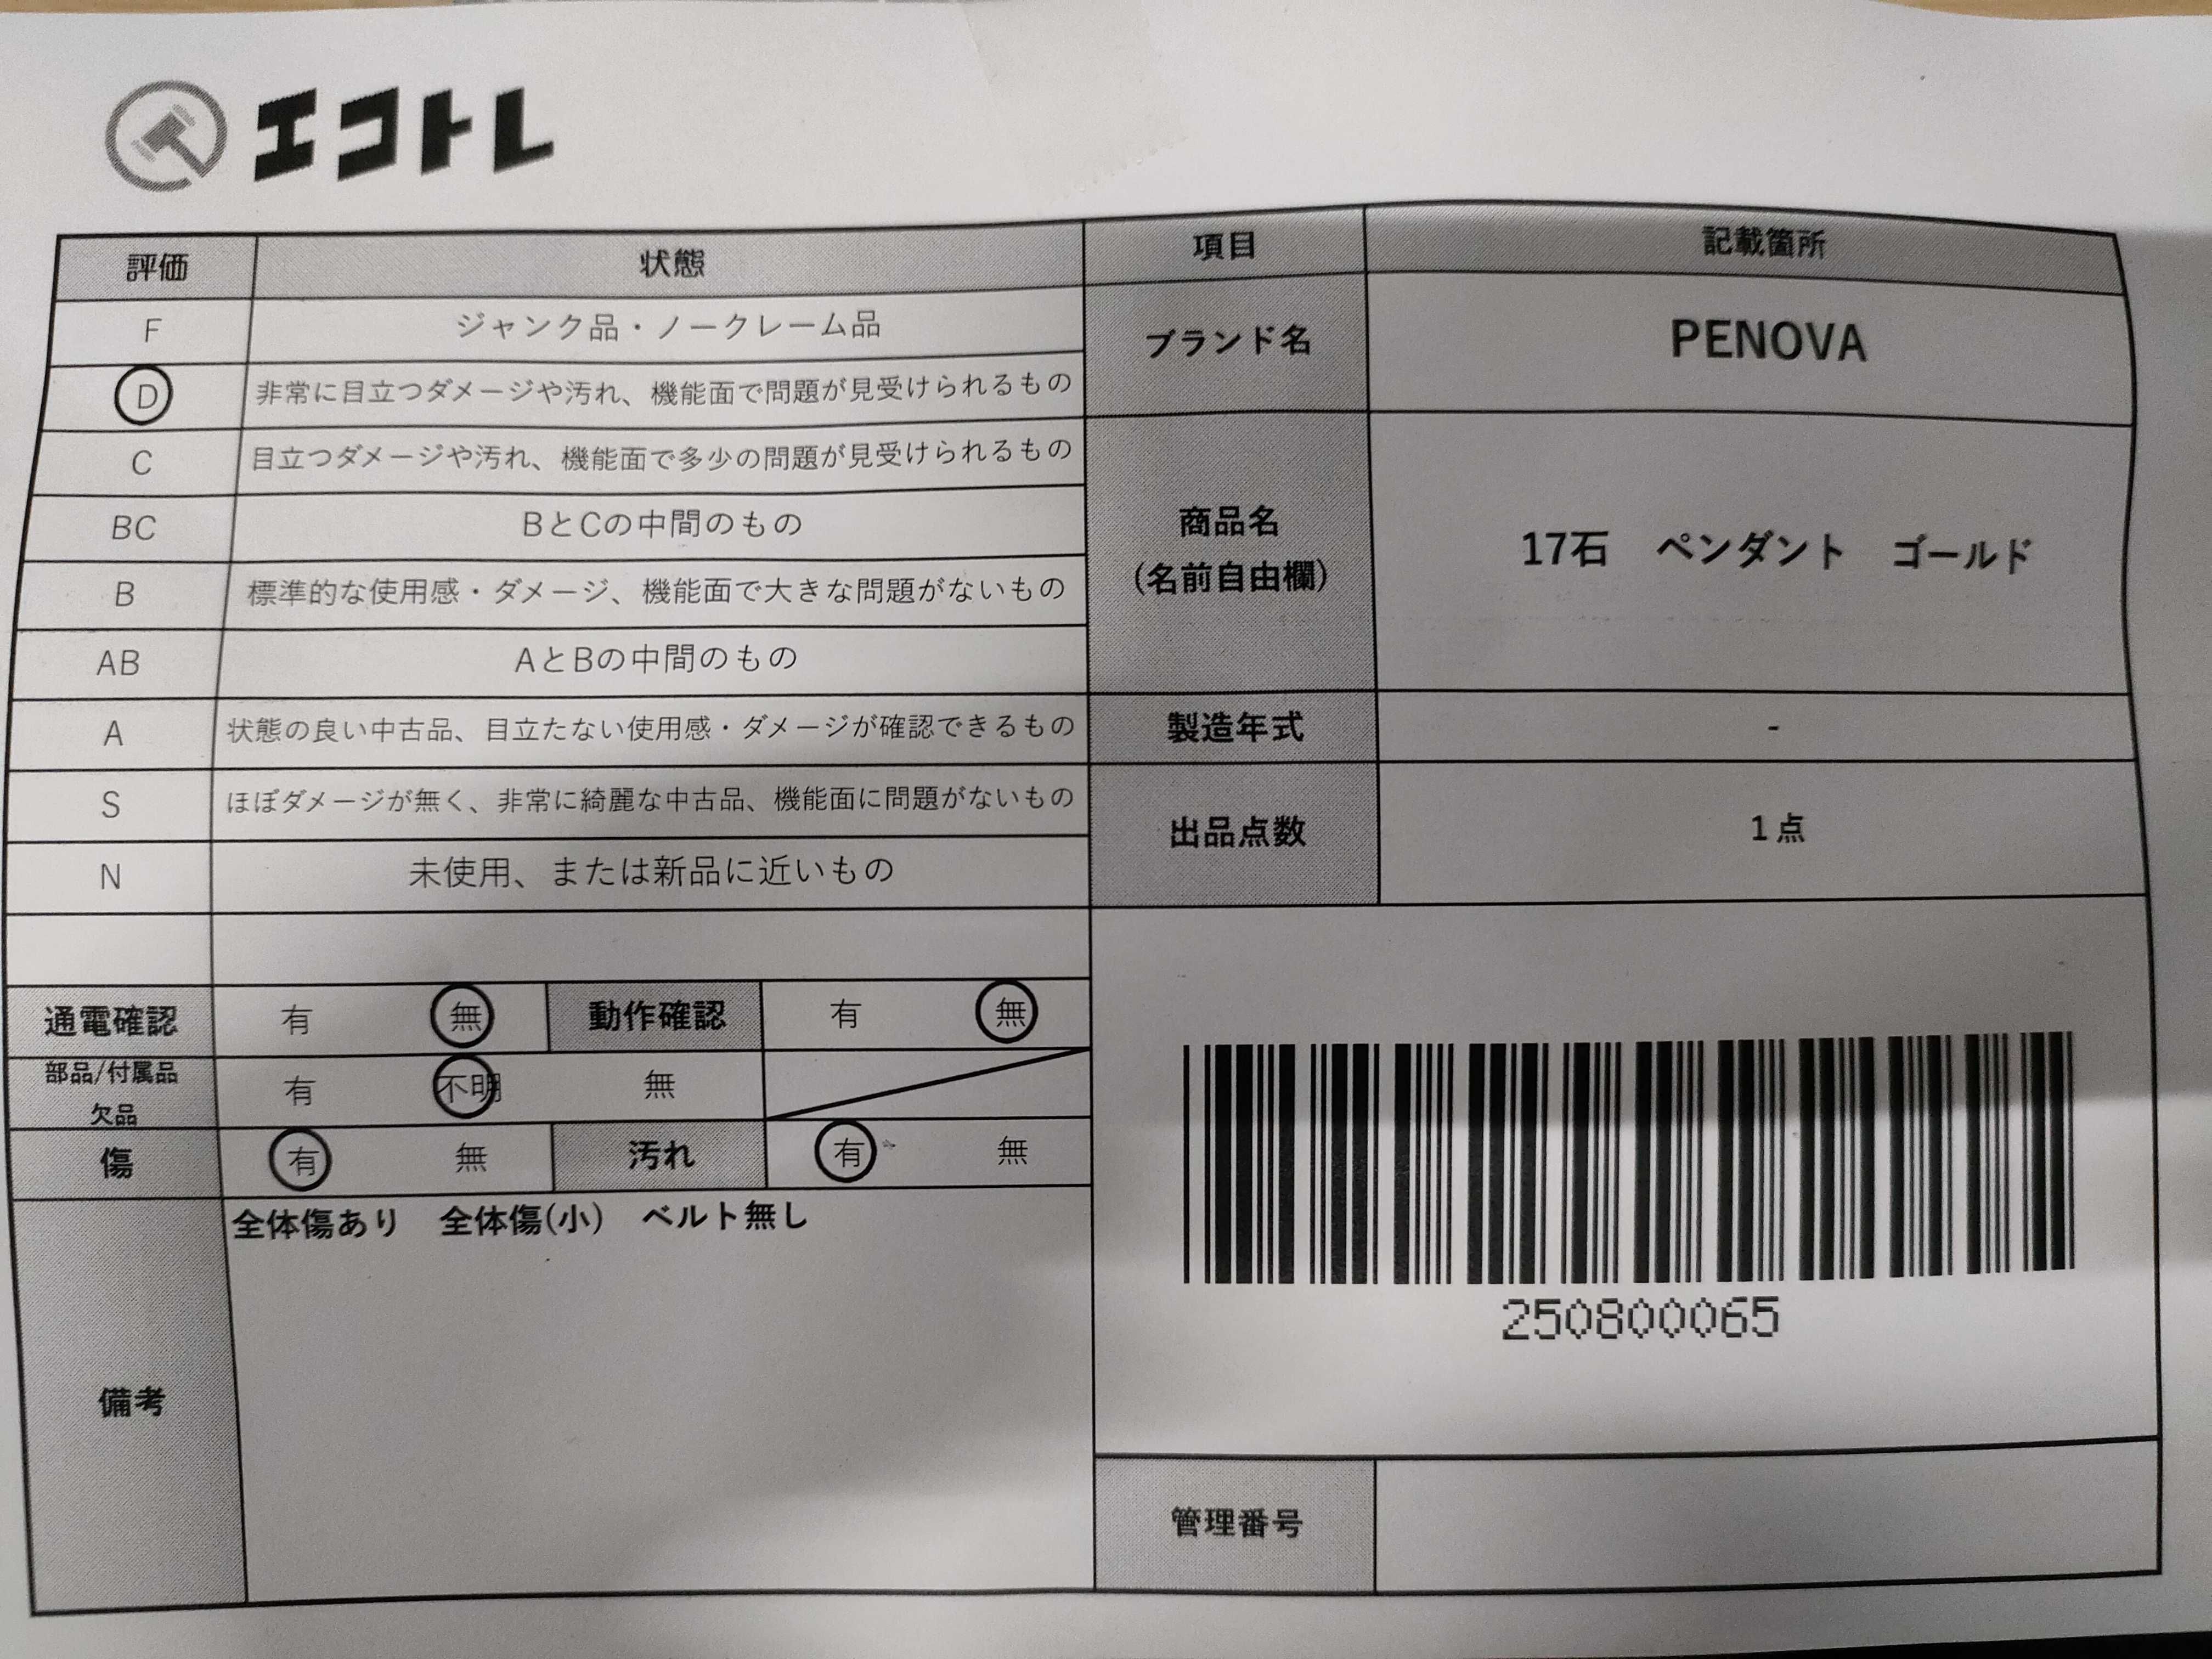 エコトレ
評価 状態
F ジャンク品・ノークレーム品
D 非常に目立つダメージや汚れ、機能面で問題が見受けられるもの
C 目立つダメージや汚れ、機能面で多少の問題が見受けられるもの
BC BとCの中間のもの
B 標準的な使用感・ダメージ、機能面で大きな問題がないもの
AB AとBの中間のもの
A 状態の良い中古品、目立たない使用感・ダメージが確認できるもの
S ほぼダメージが無く、非常に綺麗な中古品、機能面に問題がないもの
N 未使用、または新品に近いもの
通電確認 有 無 動作確認 有 無
部品/付属品
欠品 有 不明 無
傷 有 無 汚れ 有 無
備考 全体傷あり 全体傷(小) ベルト無し
項目 記載箇所
ブランド名 PENOVA
商品名
(名前自由欄) 17石 ペンダント ゴールド
製造年式 -
出品点数 1点
250800065
管理番号